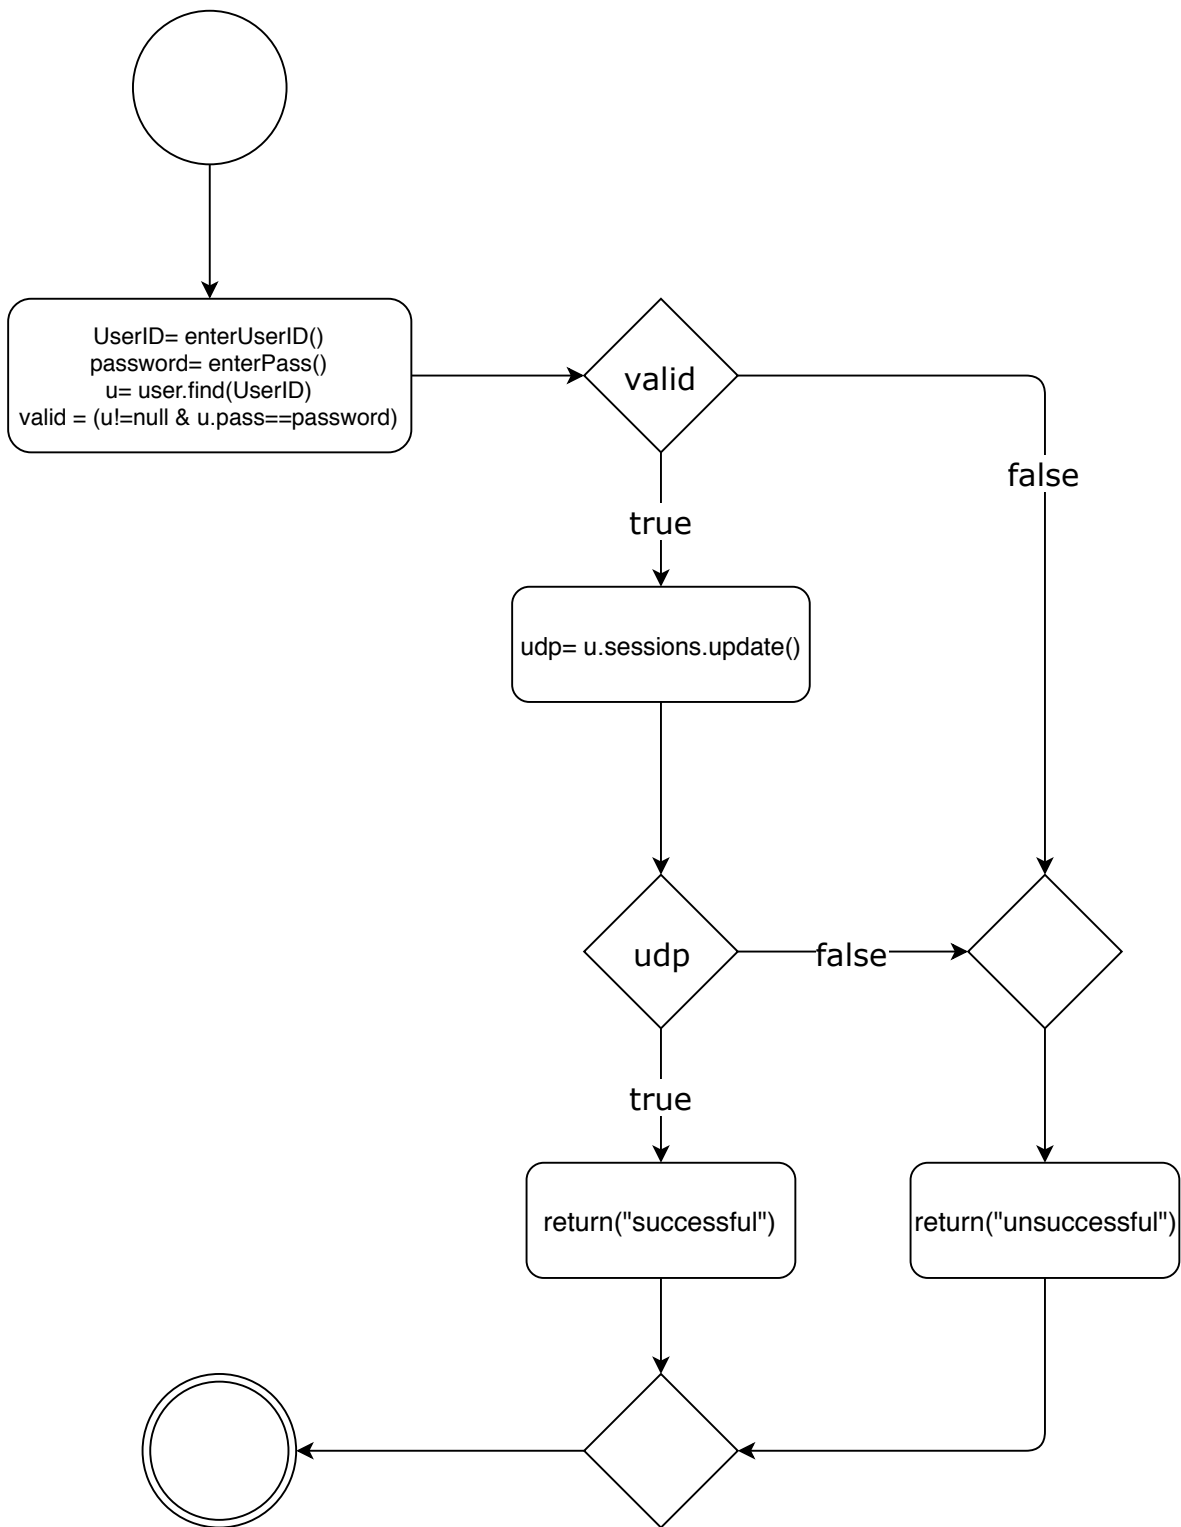 UserID= enterUserID()
password= enterPass()
u= user.find(UserID)
valid = (u!=null & u.pass==password)
valid
false
true
udp= u.sessions.update()
udp
false
true
return("successful")
return("unsuccessful")